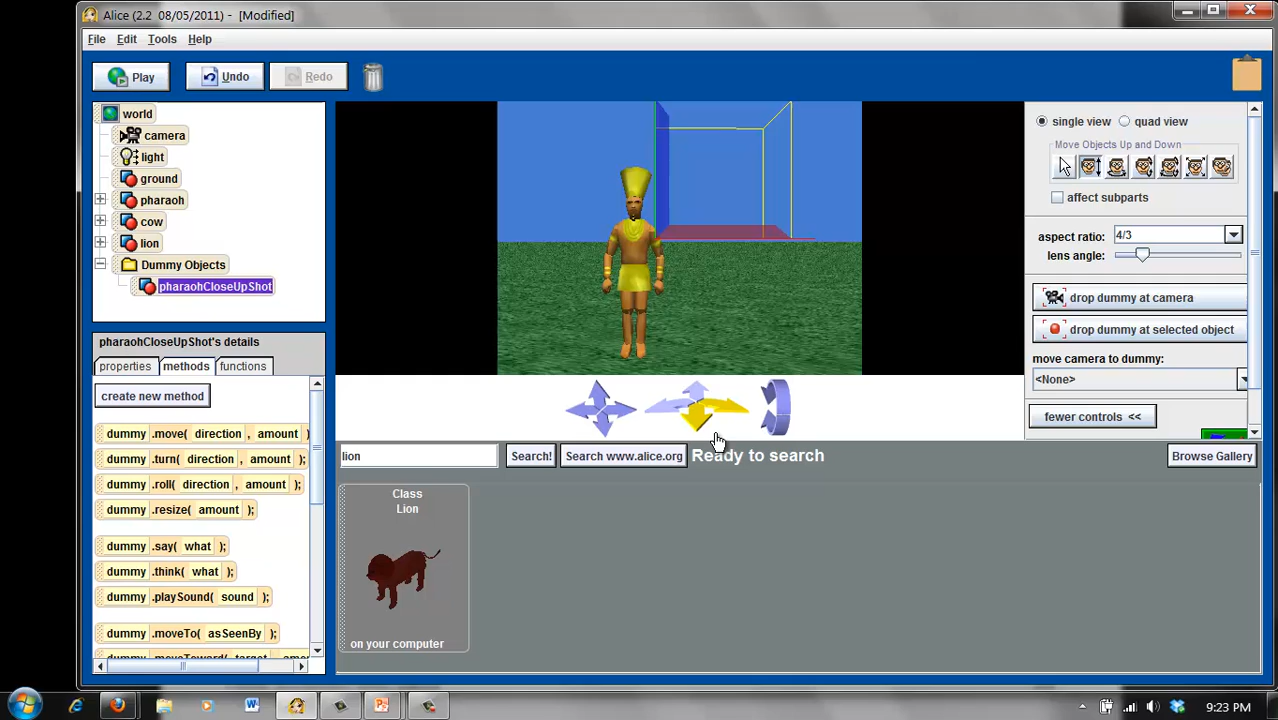 Alice (2.2 08/05/2011) - [Modified]
File Edit Tools Help
Play Undo Redo
world
camera
light
ground
pharaoh
cow
lion
Dummy Objects
pharaohCloseUpShot
pharaohCloseUpShot's details
properties methods functions
create new method
dummy .move( direction , amount
dummy .turn( direction , amount );
dummy .roll( direction , amount );
dummy .resize( amount );
dummy .say( what );
dummy .think( what );
dummy .playSound( sound );
dummy .moveTo( asSeenBy );
single view quad view
Move Objects Up and Down
affect subparts
aspect ratio: 4/3
lens angle:
drop dummy at camera
drop dummy at selected object
move camera to dummy:
<None>
fewer controls <<
lion Search! Search www.alice.org Ready to search Browse Gallery
Class
Lion
on your computer
9:23 PM